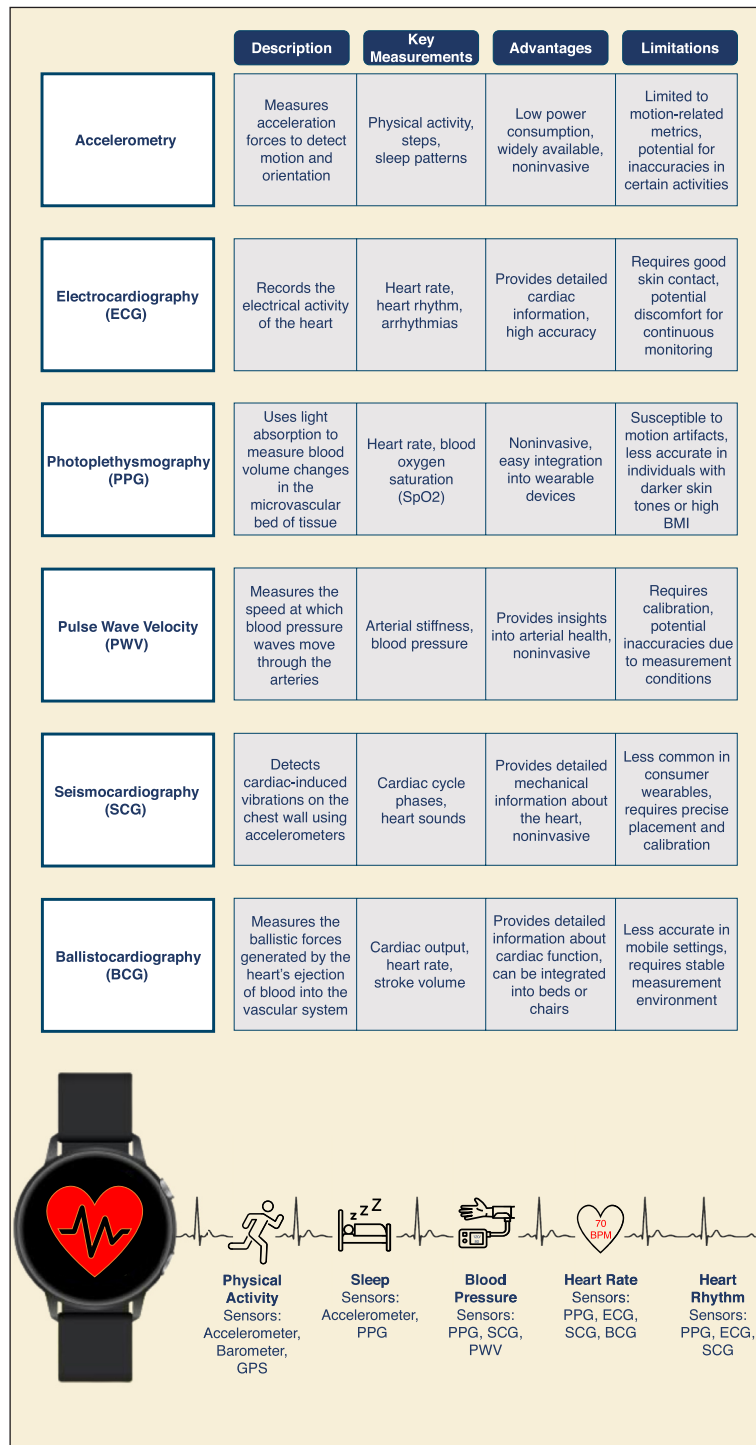 Description
Key
Measurements
Advantages
Limitations
Accelerometry
Measures
acceleration
forces to detect
motion and
orientation
Physical activity,
steps,
sleep patterns
Low power
consumption,
widely available,
noninvasive
Limited to
motion-related
metrics,
potential for
inaccuracies in
certain activities
Electrocardiography
(ECG)
Records the
electrical activity
of the heart
Heart rate,
heart rhythm,
arrhythmias
Provides detailed
cardiac
information,
high accuracy
Requires good
skin contact,
potential
discomfort for
continuous
monitoring
Photoplethysmography
(PPG)
Uses light
absorption to
measure blood
volume changes
in the
microvascular
bed of tissue
Heart rate, blood
oxygen
saturation
(SpO2)
Noninvasive,
easy integration
into wearable
devices
Susceptible to
motion artifacts,
less accurate in
individuals with
darker skin
tones or high
BMI
Pulse Wave Velocity
(PWV)
Measures the
speed at which
blood pressure
waves move
through the
arteries
Arterial stiffness,
blood pressure
Provides insights
into arterial health,
noninvasive
Requires
calibration,
potential
inaccuracies due
to measurement
conditions
Seismocardiography
(SCG)
Detects
cardiac-induced
vibrations on the
chest wall using
accelerometers
Cardiac cycle
phases,
heart sounds
Provides detailed
mechanical
information about
the heart,
noninvasive
Less common in
consumer
wearables,
requires precise
placement and
calibration
Ballistocardiography
(BCG)
Measures the
ballistic forces
generated by the
heart's ejection
of blood into the
vascular system
Cardiac output,
heart rate,
stroke volume
Provides detailed
information about
cardiac function,
can be integrated
into beds or
chairs
Less accurate in
mobile settings,
requires stable
measurement
environment
z z Z
70
BPM
Physical
Activity
Sensors:
Accelerometer,
Barometer,
GPS
Sleep
Sensors:
Accelerometer,
PPG
Blood
Pressure
Sensors:
PPG, SCG,
PWV
Heart Rate
Sensors:
PPG, ECG,
SCG, BCG
Heart
Rhythm
Sensors:
PPG, ECG,
SCG